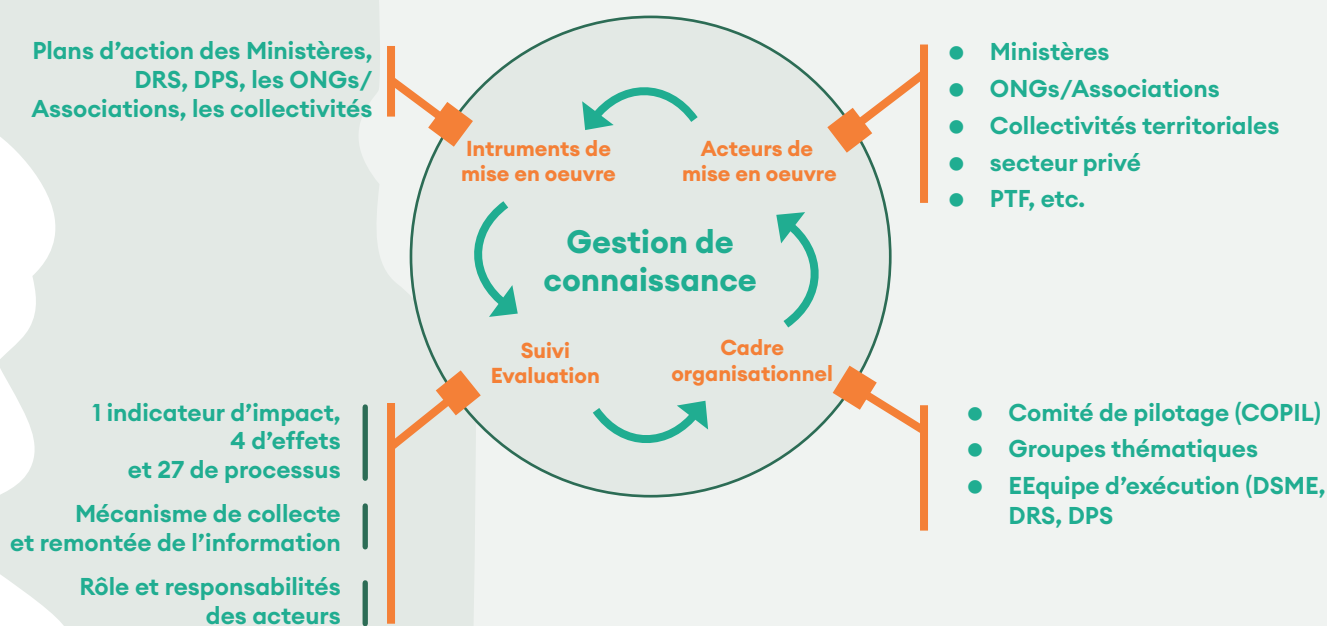 Plans d’action des Ministères,
DRS, DPS, les ONGs/
Associations, les collectivités
● Ministères
● ONGs/Associations
● Collectivités territoriales
● secteur privé
● PTF, etc.
Intruments de
mise en oeuvre
Acteurs de
mise en oeuvre
Gestion de
connaissance
Suivi
Evaluation
Cadre
organisationnel
1 indicateur d’impact,
4 d’effets
et 27 de processus
Mécanisme de collecte
et remontée de l’information
Rôle et responsabilités
des acteurs
● Comité de pilotage (COPIL)
● Groupes thématiques
● EEquipe d’exécution (DSME,
DRS, DPS